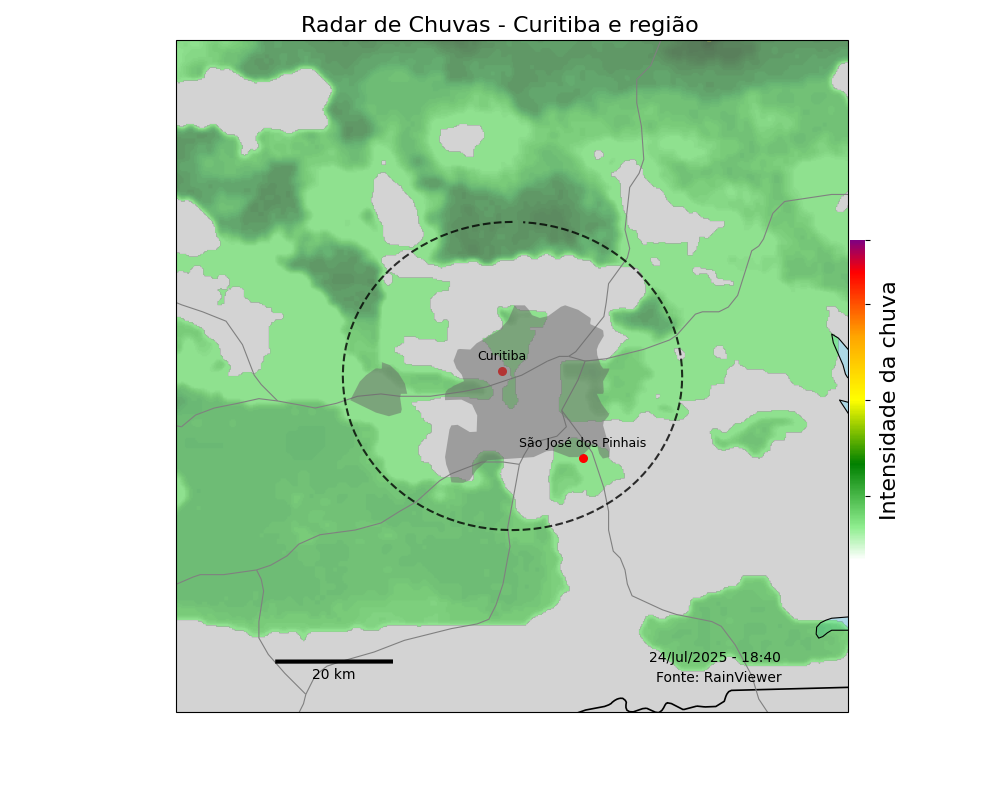 Radar de Chuvas - Curitiba e região
Curitiba
São José dos Pinhais
Intensidade da chuva
20 km
24/Jul/2025 - 18:40
Fonte: RainViewer